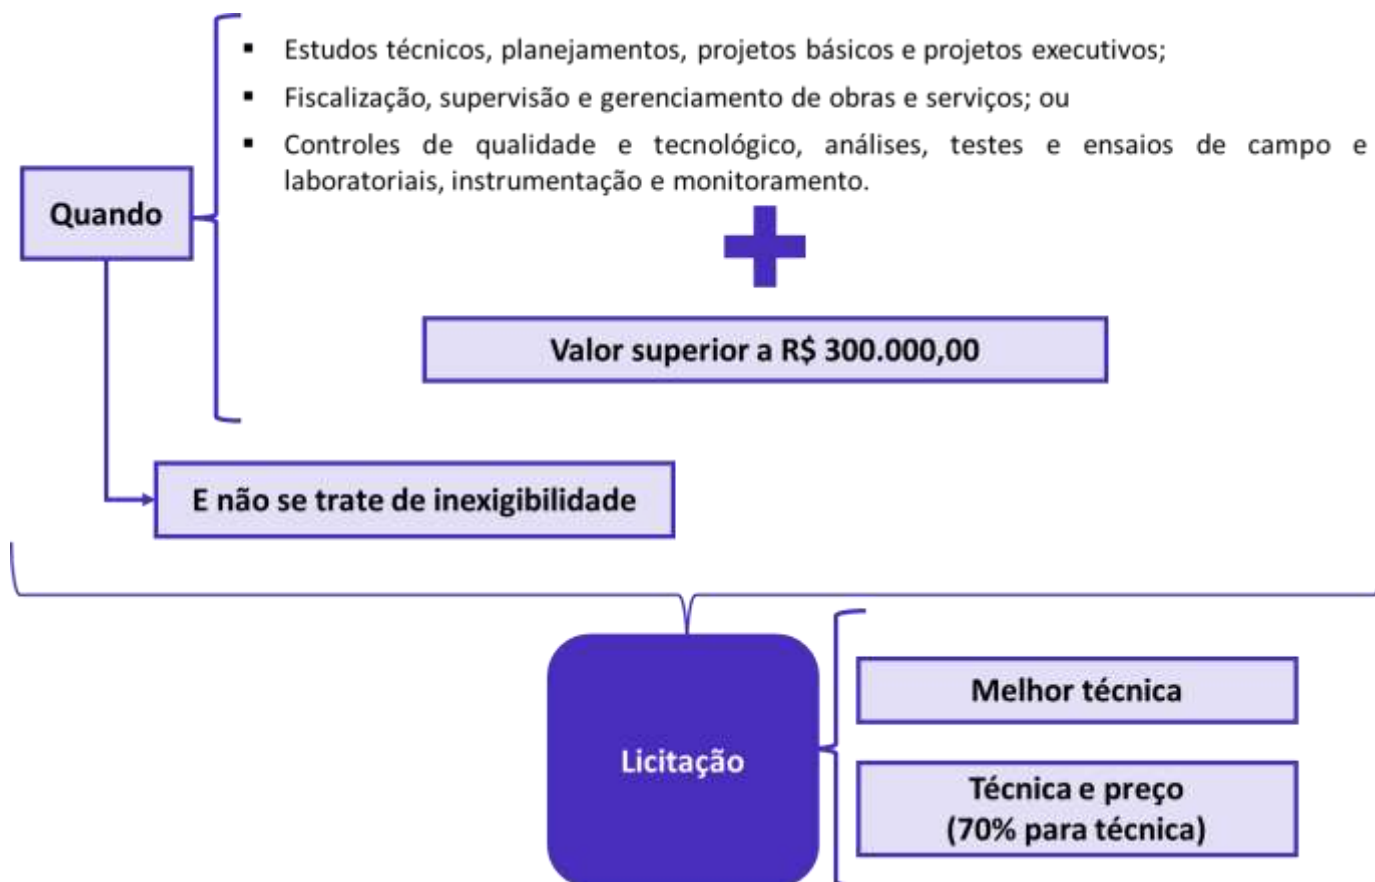 ▪ Estudos técnicos, planejamentos, projetos básicos e projetos executivos;
▪ Fiscalização, supervisão e gerenciamento de obras e serviços; ou
▪ Controles de qualidade e tecnológico, análises, testes e ensaios de campo e
laboratoriais, instrumentação e monitoramento.
Quando
Valor superior a R$ 300.000,00
E não se trate de inexigibilidade
Licitação
Melhor técnica
Técnica e preço
(70% para técnica)